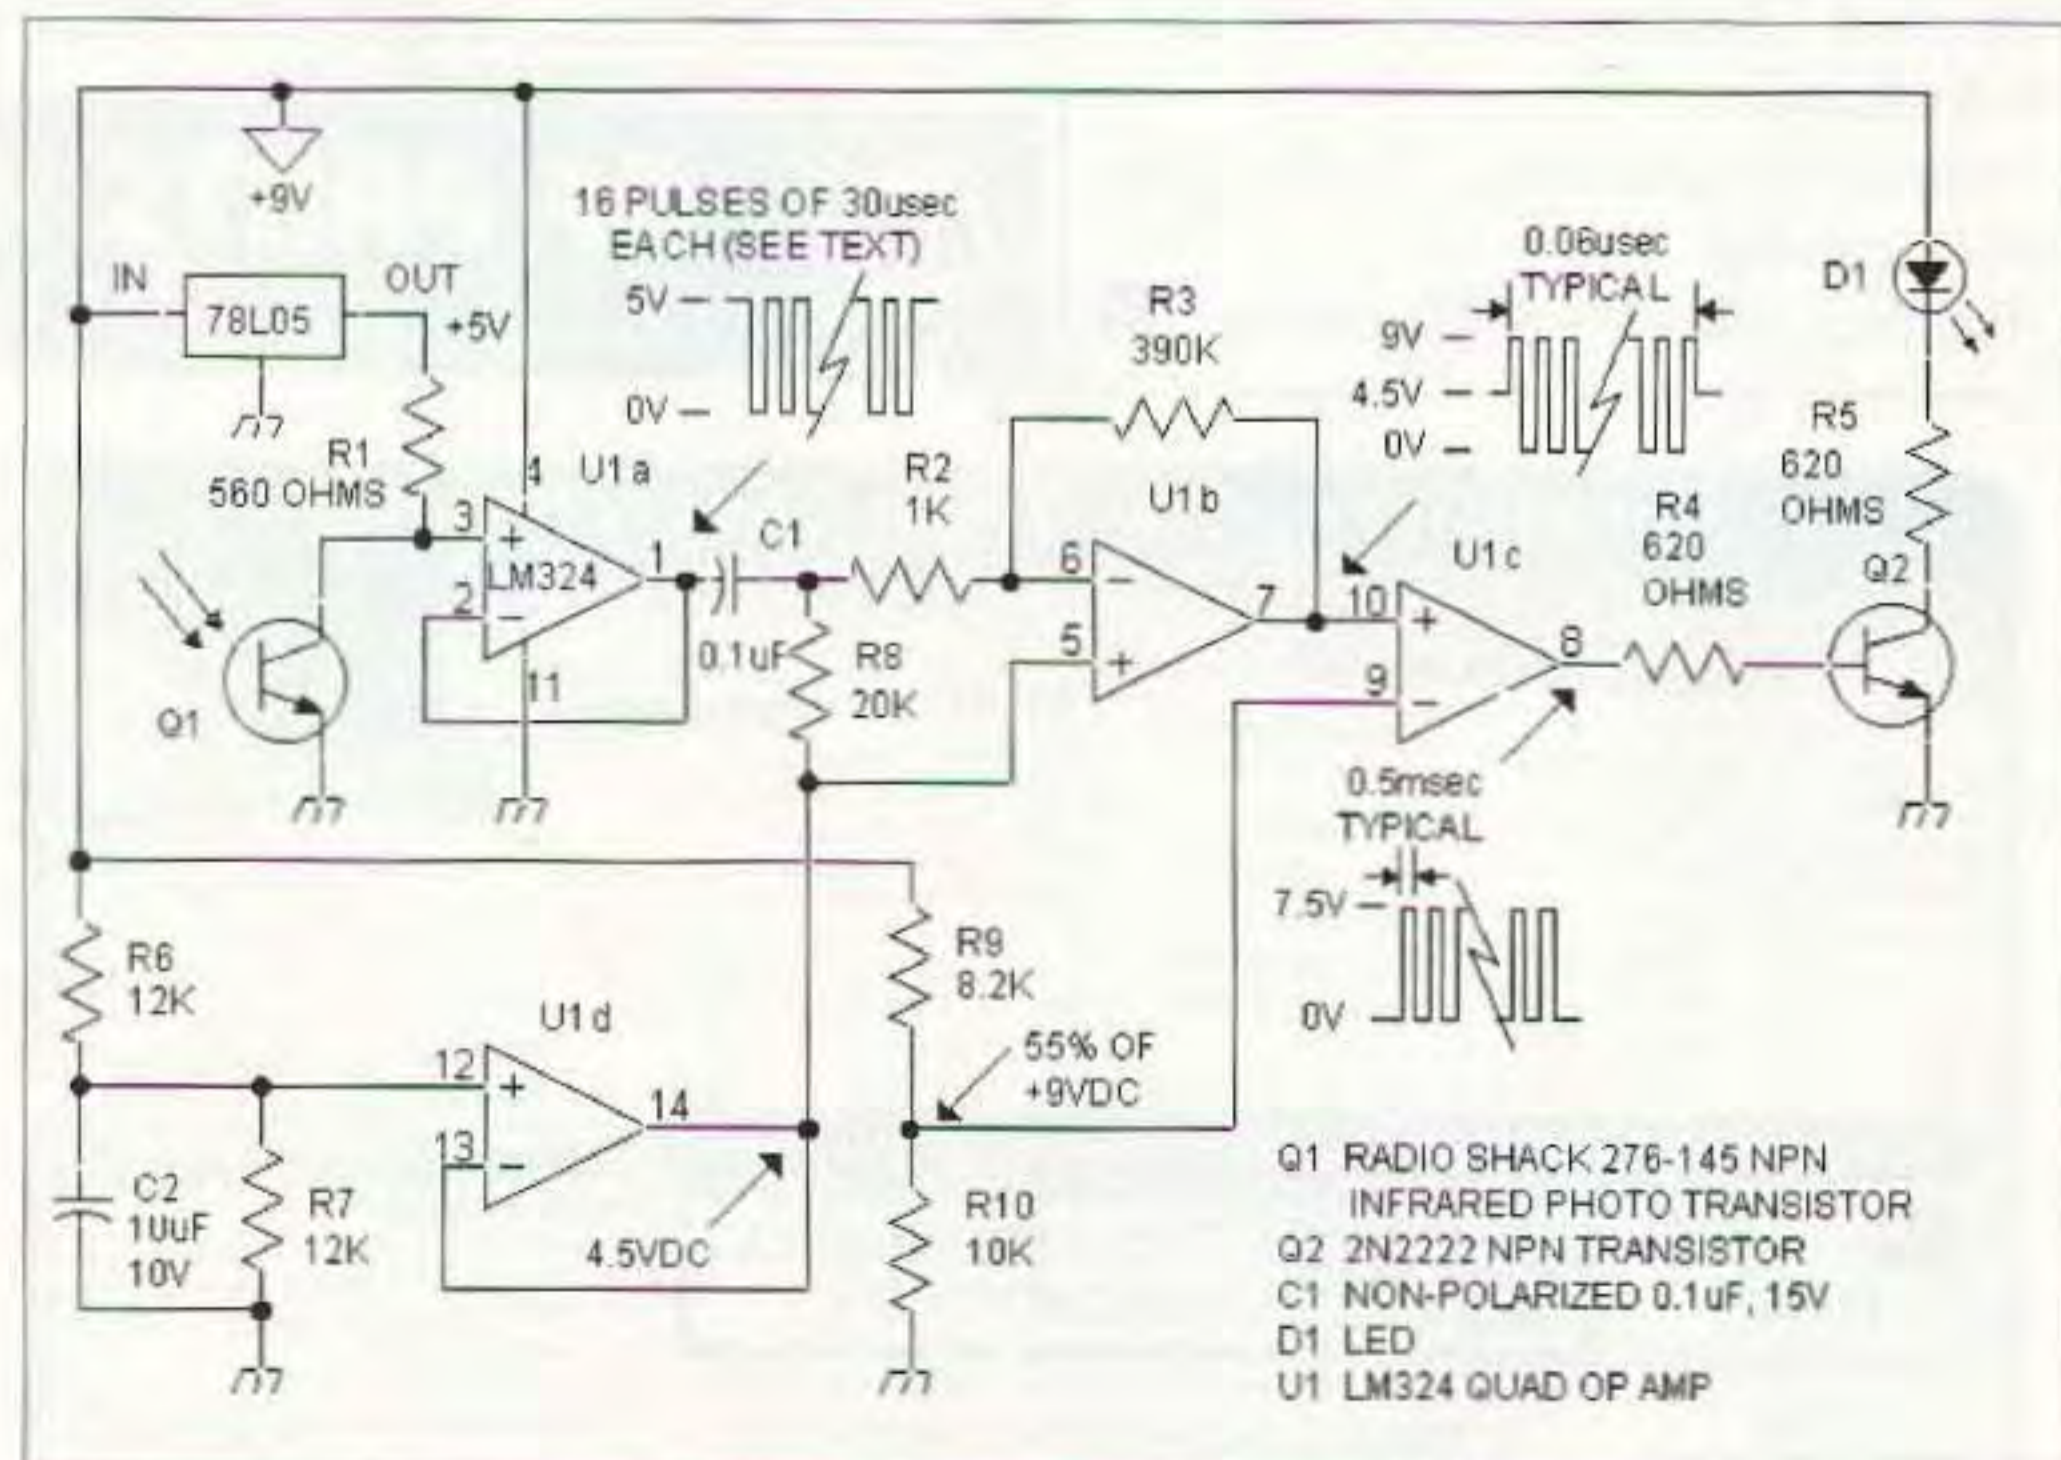 +9V
IN
78L05
OUT
+5V
R1
560 OHMS
16 PULSES OF 30usec
EACH (SEE TEXT)
5V
0V
U1a
4
3
+
LM324
2
-
1
11
Q1
C1
0.1uF
R2
1K
R8
20K
R3
390K
U1b
6
-
5
+
7
0.06usec
TYPICAL
9V
4.5V
0V
U1c
10
+
9
-
8
R4
620
OHMS
D1
R5
620
OHMS
Q2
0.5msec
TYPICAL
7.5V
0V
R6
12K
C2
10uF
10V
R7
12K
U1d
12
+
13
-
14
4.5VDC
R9
8.2K
55% OF
+9VDC
R10
10K
Q1 RADIO SHACK 276-145 NPN
INFRARED PHOTO TRANSISTOR
Q2 2N2222 NPN TRANSISTOR
C1 NON-POLARIZED 0.1uF, 15V
D1 LED
U1 LM324 QUAD OP AMP